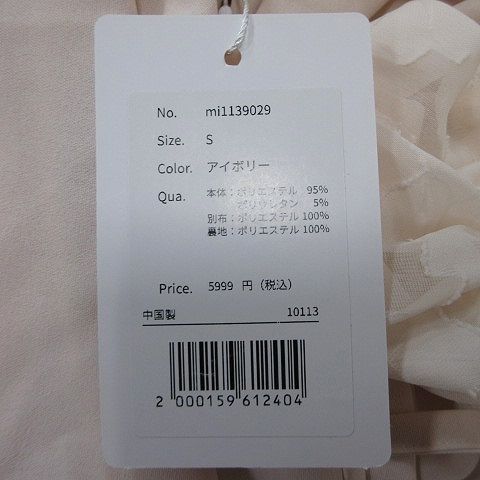 No. mi1139029
Size. S
Color. アイボリー
Qua. 本体：ポリエステル 95%
ポリウレタン 5%
別布：ポリエステル 100%
裏地：ポリエステル 100%
Price. 5999 円（税込）
中国製 10113
2 000159 612404